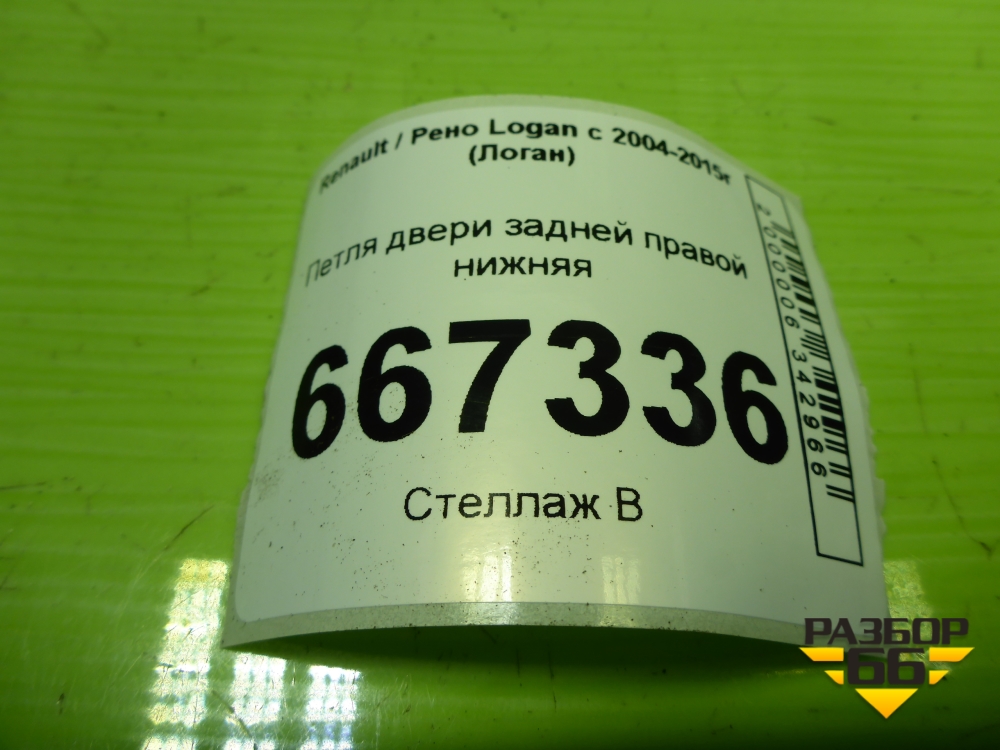 Renault / Рено Logan с 2004-2015г
(Логан)
Петля двери задней правой
нижняя
667336
Стеллаж В
2000006342966
РАЗБОР
66